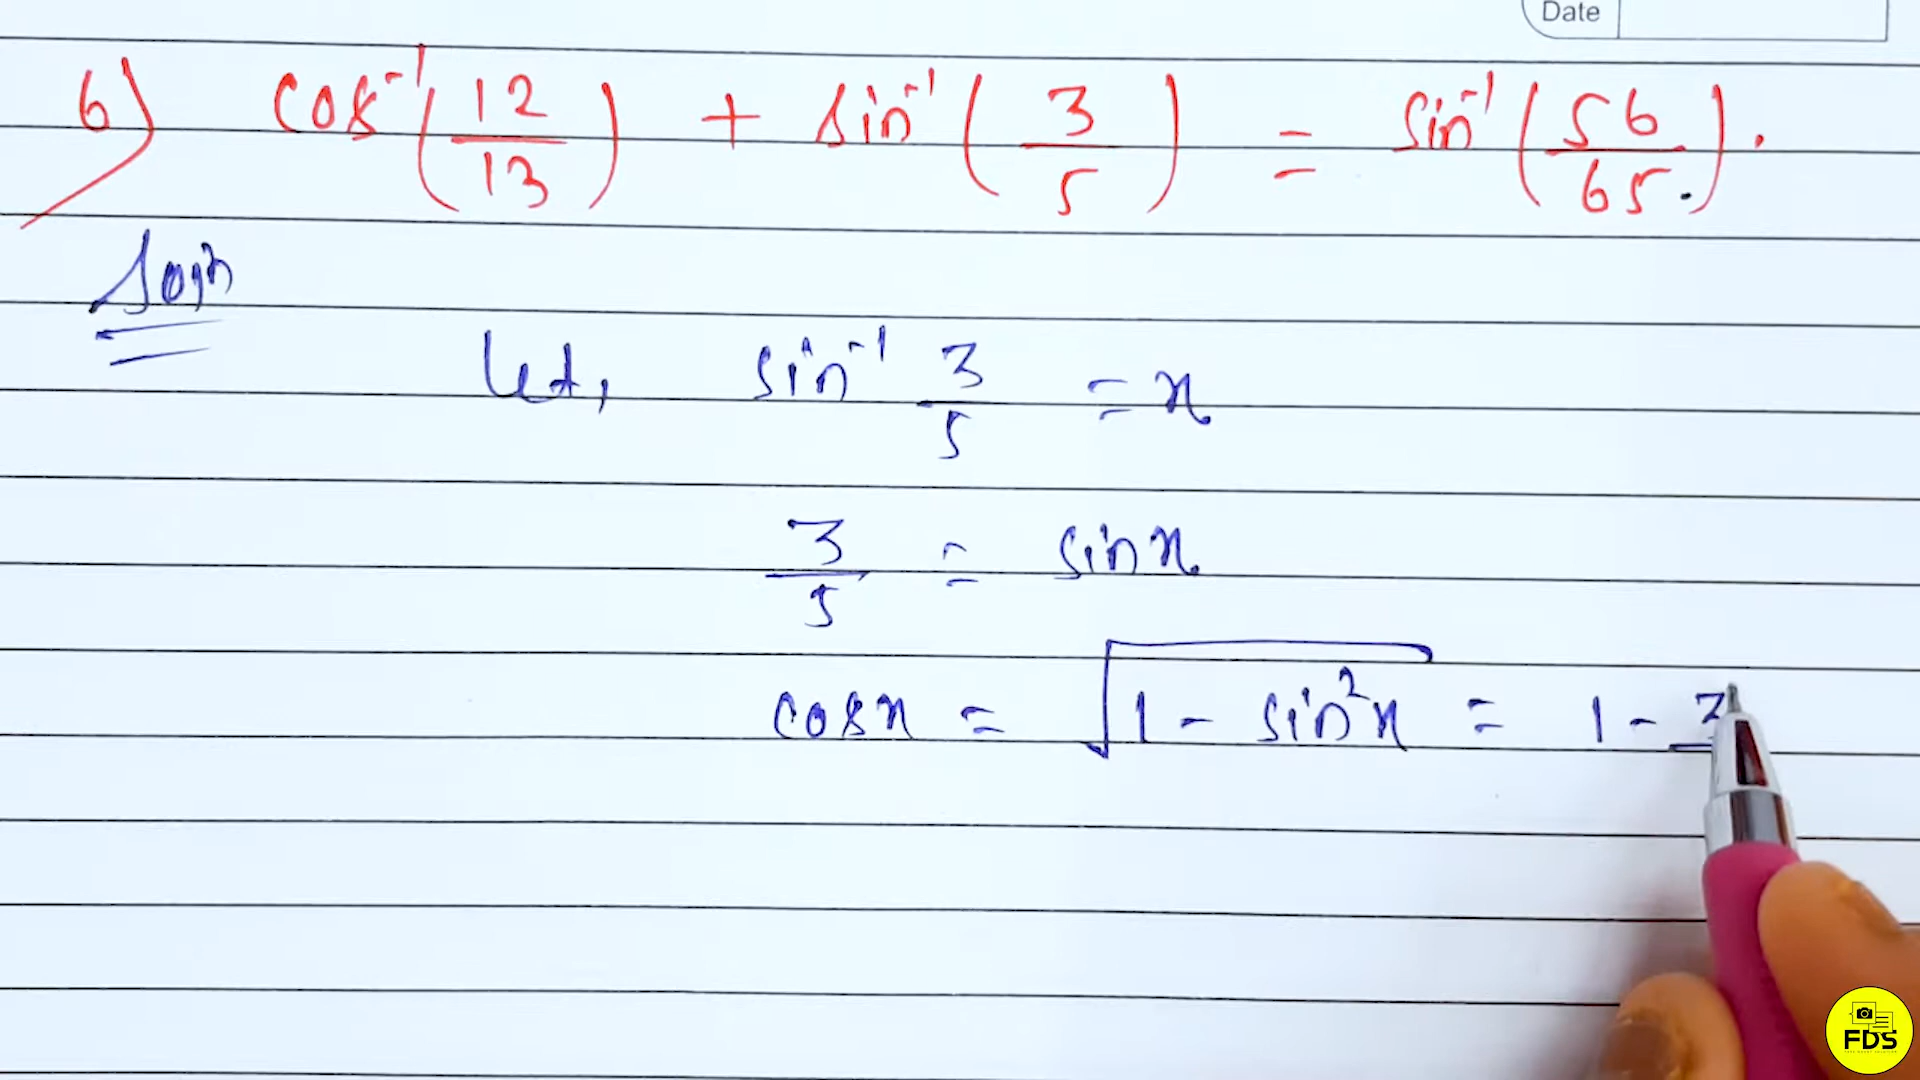 Date
6) cos⁻¹(12/13) + sin⁻¹(3/5) = sin⁻¹(56/65).
Soln
Let, sin⁻¹ 3/5 = x
3/5 = sin x
cos x = √(1 - sin²x) = 1 - 3
FDS